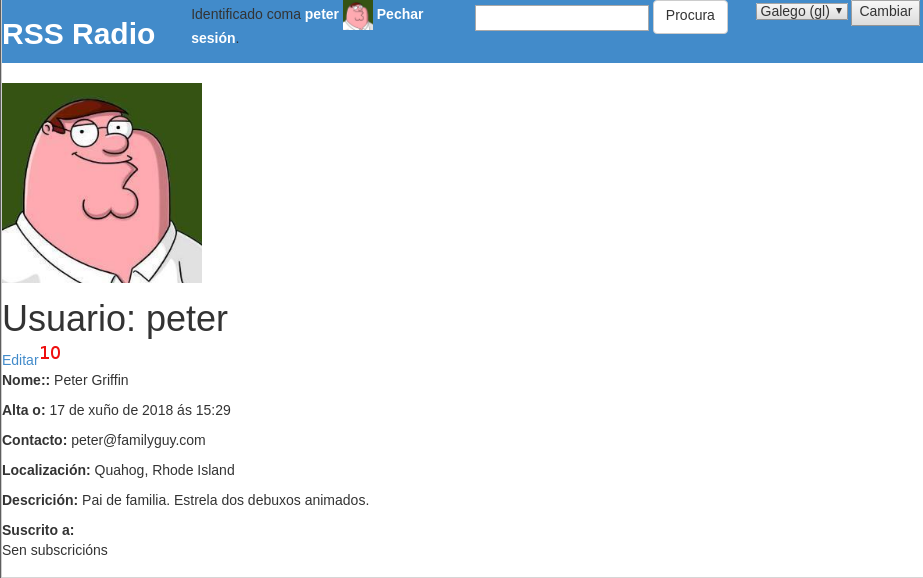 RSS Radio
Identificado coma peter Pechar
sesión.
Procura
Galego (gl)
Cambiar
Usuario: peter
Editar 10
Nome:: Peter Griffin
Alta o: 17 de xuño de 2018 ás 15:29
Contacto: peter@familyguy.com
Localización: Quahog, Rhode Island
Descrición: Pai de familia. Estrela dos debuxos animados.
Suscrito a:
Sen subscricións